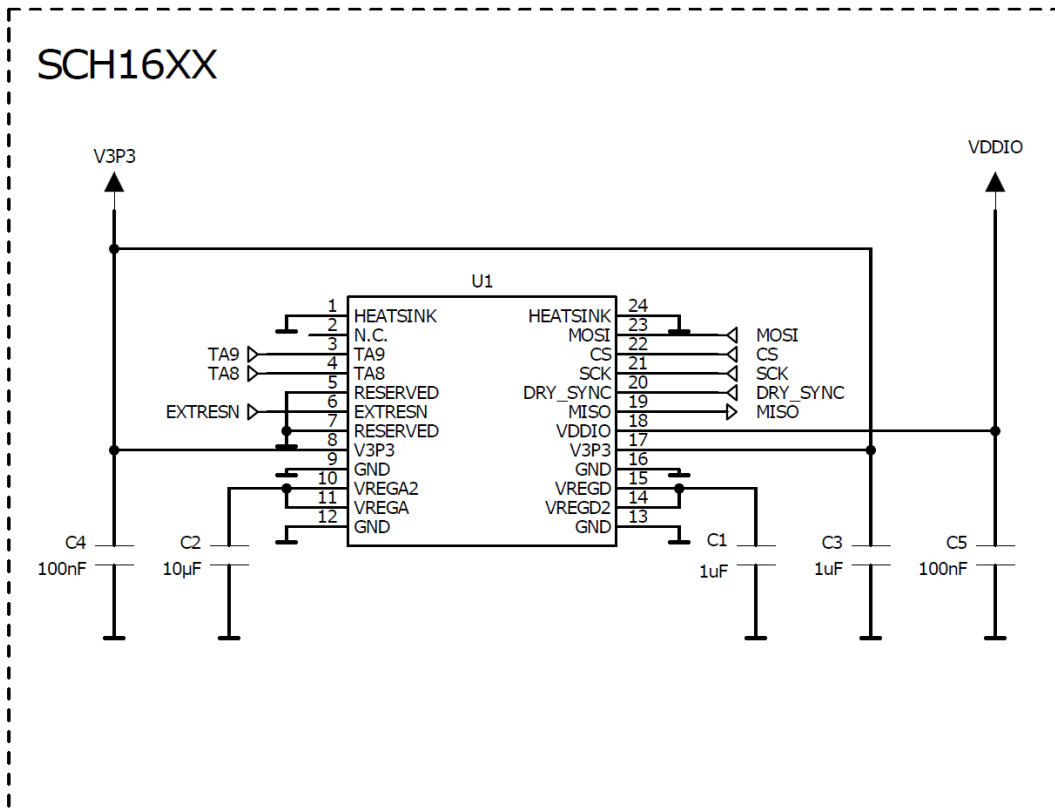 SCH16XX
V3P3
VDDIO
U1
1 HEATSINK
2 N.C.
TA9 3 TA9
TA8 4 TA8
5 RESERVED
EXTRESN 6 EXTRESN
7 RESERVED
8 V3P3
9 GND
10 VREGA2
11 VREGA
12 GND
HEATSINK 24
MOSI 23 MOSI
CS 22 CS
SCK 21 SCK
DRY_SYNC 20 DRY_SYNC
MISO 19 MISO
VDDIO 18
V3P3 17
GND 16
VREGD 15
VREGD2 14
GND 13
C4
100nF
C2
10µF
C1
1uF
C3
1uF
C5
100nF